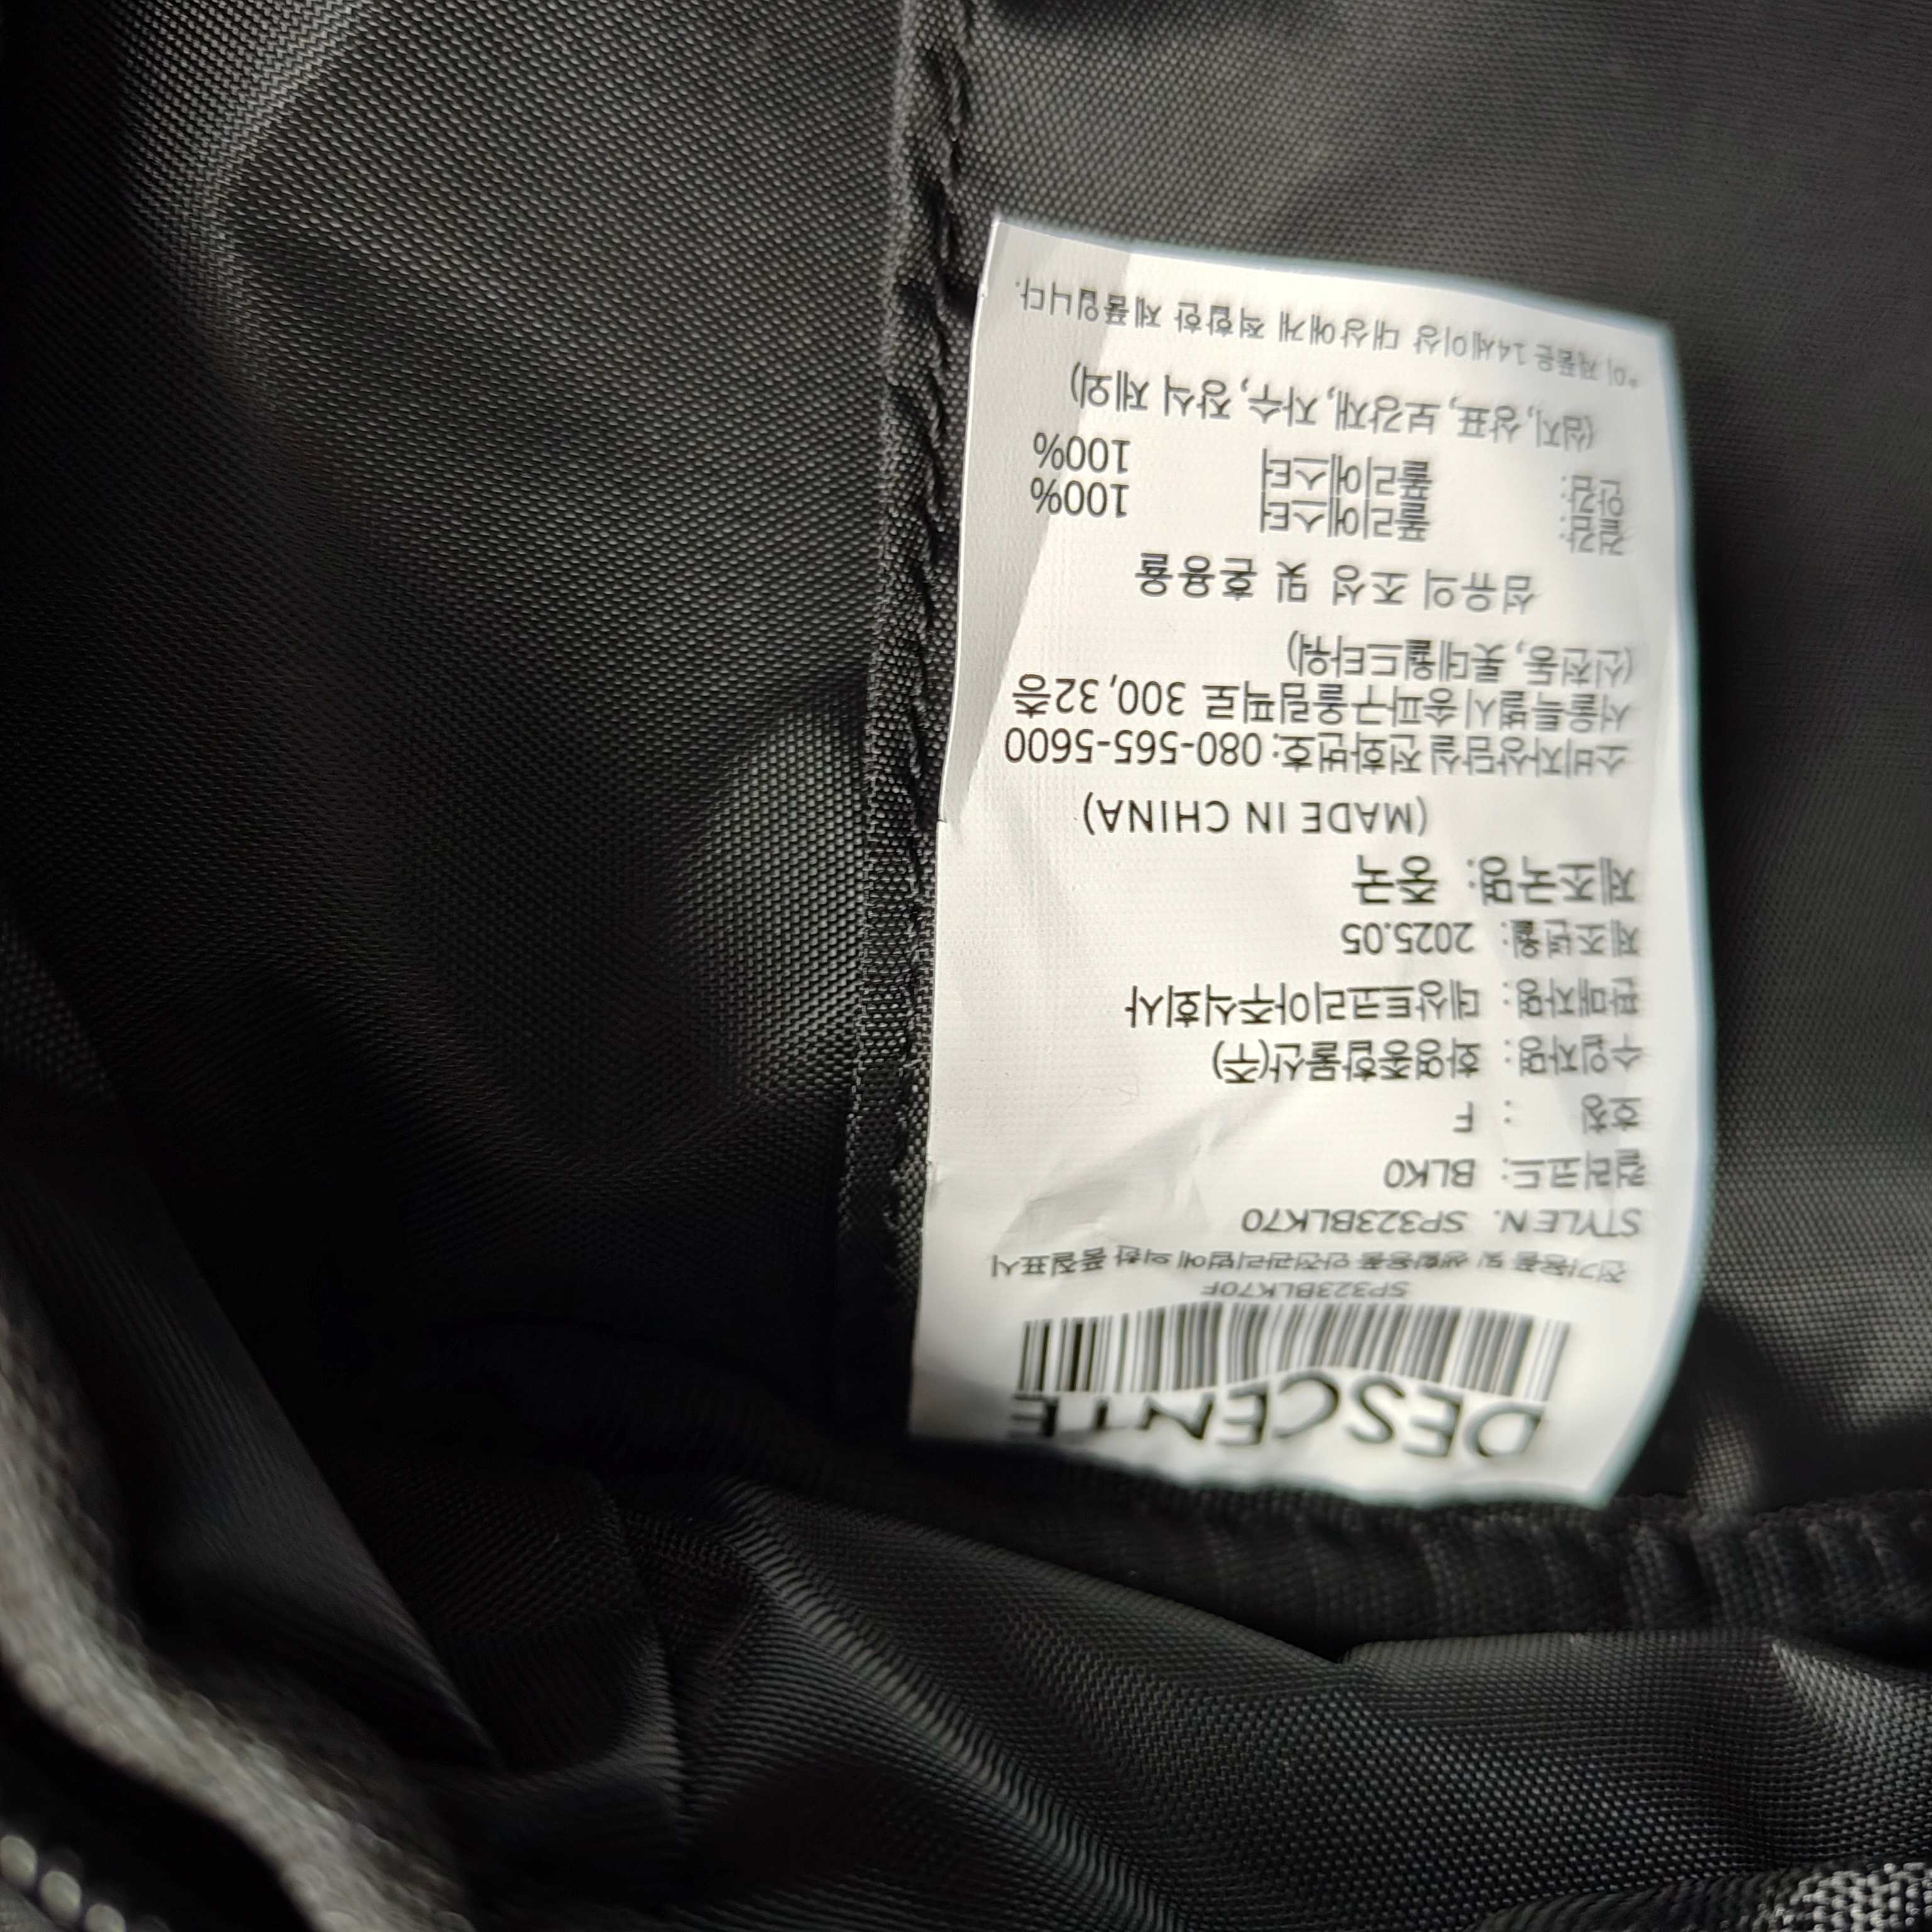 DESCENTE
SP323BLK70F
전기용품 및 생활용품 안전관리법에 의한 품질표시
STYLE N. SP323BLK70
컬러코드: BLK0
호칭 : F
수입자명: 화영종합물산(주)
판매자명: 데상트코리아주식회사
제조년월: 2025.05
제조국명: 중국
(MADE IN CHINA)
소비자상담실전화번호: 080-565-5600
서울특별시송파구올림픽로 300, 32층
(신천동, 롯데월드타워)
섬유의 조성 및 혼용율
겉감: 폴리에스터 100%
안감: 폴리에스터 100%
(심지, 상표, 보강재, 자수, 장식 제외)
*이 제품은 14세이상 대상에게 적합한 제품입니다.